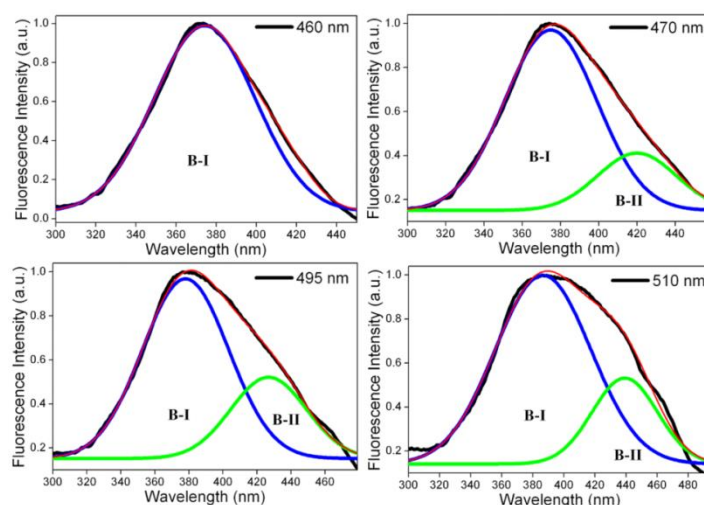 1.0
0.8
0.6
0.4
0.2
0.0
Fluorescence Intensity (a.u.)
460 nm
B-I
300 320 340 360 380 400 420 440
Wavelength (nm)
1.0
0.8
0.6
0.4
0.2
Fluorescence Intensity (a.u.)
470 nm
B-I
B-II
300 320 340 360 380 400 420 440
Wavelength (nm)
1.0
0.8
0.6
0.4
0.2
Fluorescence Intensity (a.u.)
495 nm
B-I
B-II
300 320 340 360 380 400 420 440 460
Wavelength (nm)
1.0
0.8
0.6
0.4
0.2
Fluorescence Intensity (a.u.)
510 nm
B-I
B-II
300 320 340 360 380 400 420 440 460 480
Wavelength (nm)